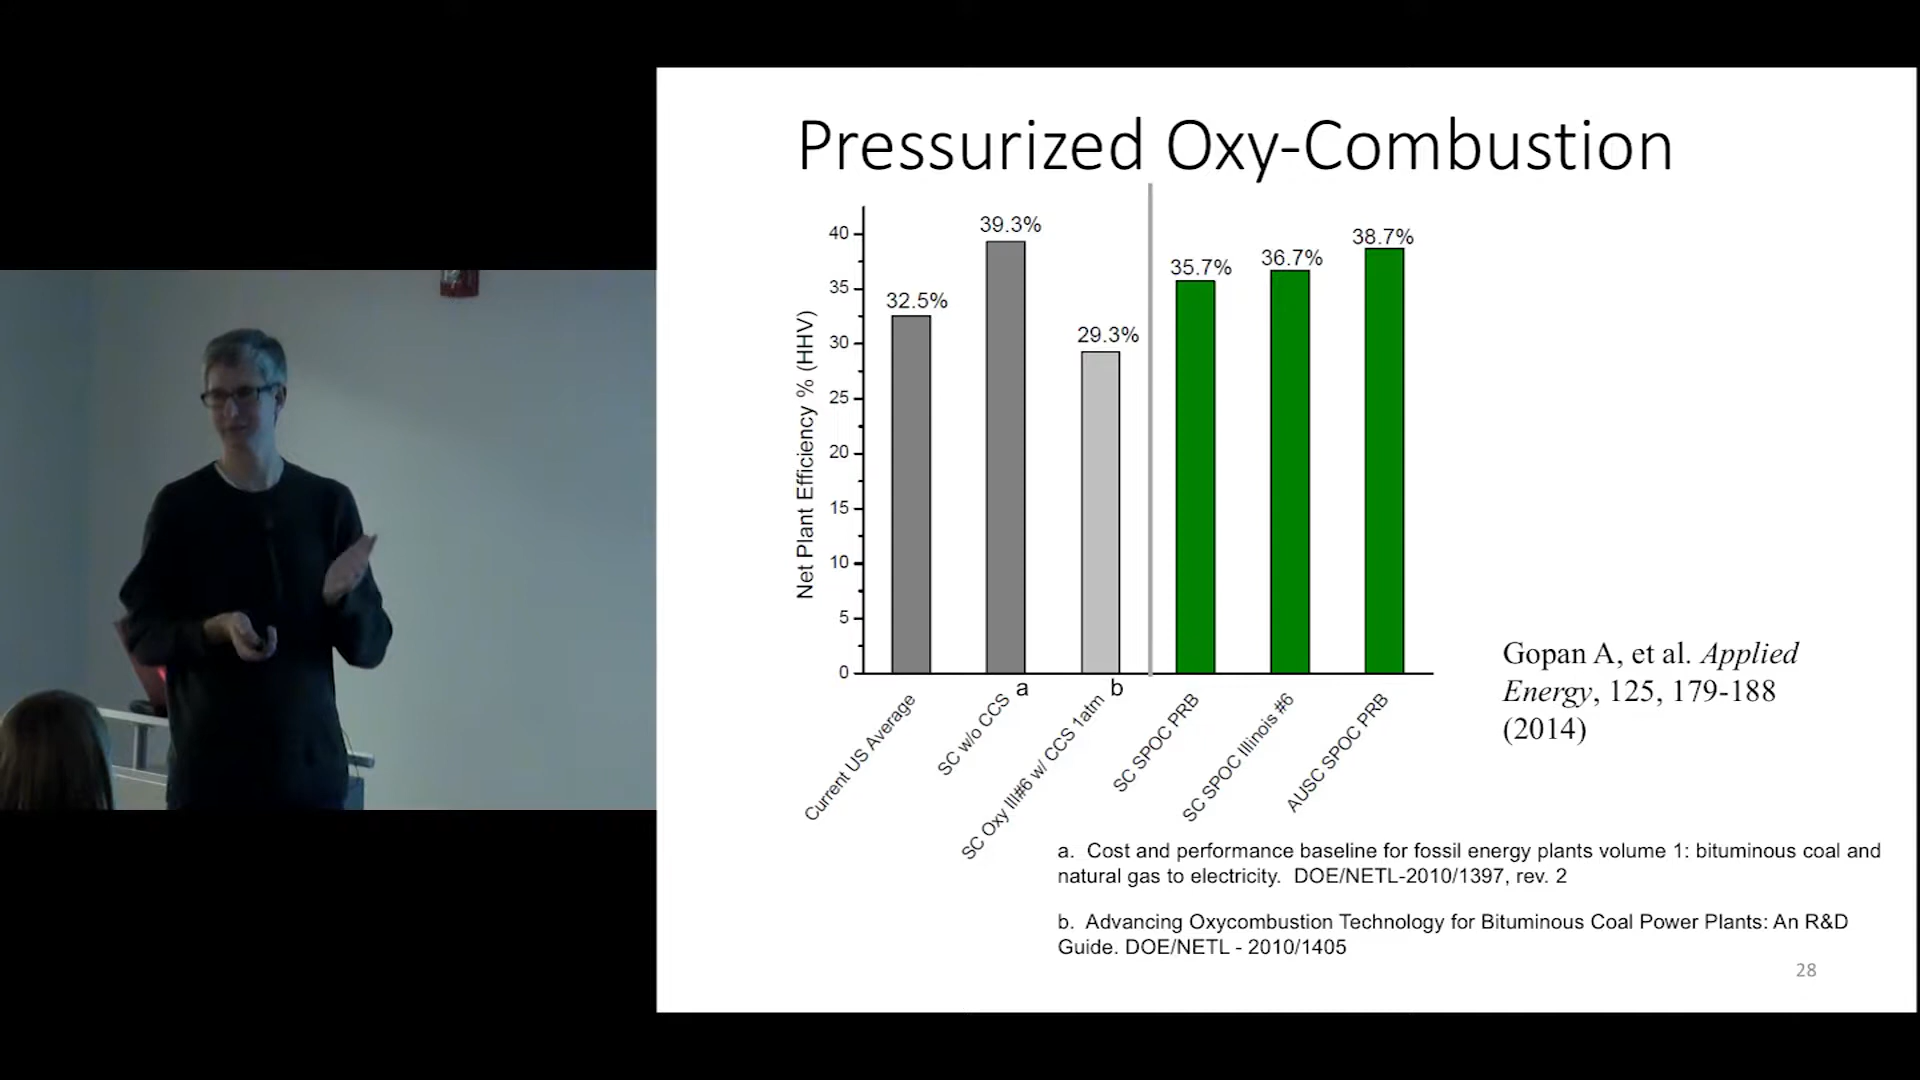 Pressurized Oxy-Combustion
Net Plant Efficiency % (HHV)
40
35
30
25
20
15
10
5
0
32.5%
39.3%
29.3%
35.7%
36.7%
38.7%
Current US Average
SC w/o CCS a
SC Oxy Ill#6 w/ CCS 1atm b
SC SPOC PRB
SC SPOC Illinois #6
AUSC SPOC PRB
Gopan A, et al. Applied
Energy, 125, 179-188
(2014)
a. Cost and performance baseline for fossil energy plants volume 1: bituminous coal and
natural gas to electricity. DOE/NETL-2010/1397, rev. 2
b. Advancing Oxycombustion Technology for Bituminous Coal Power Plants: An R&D
Guide. DOE/NETL - 2010/1405
28